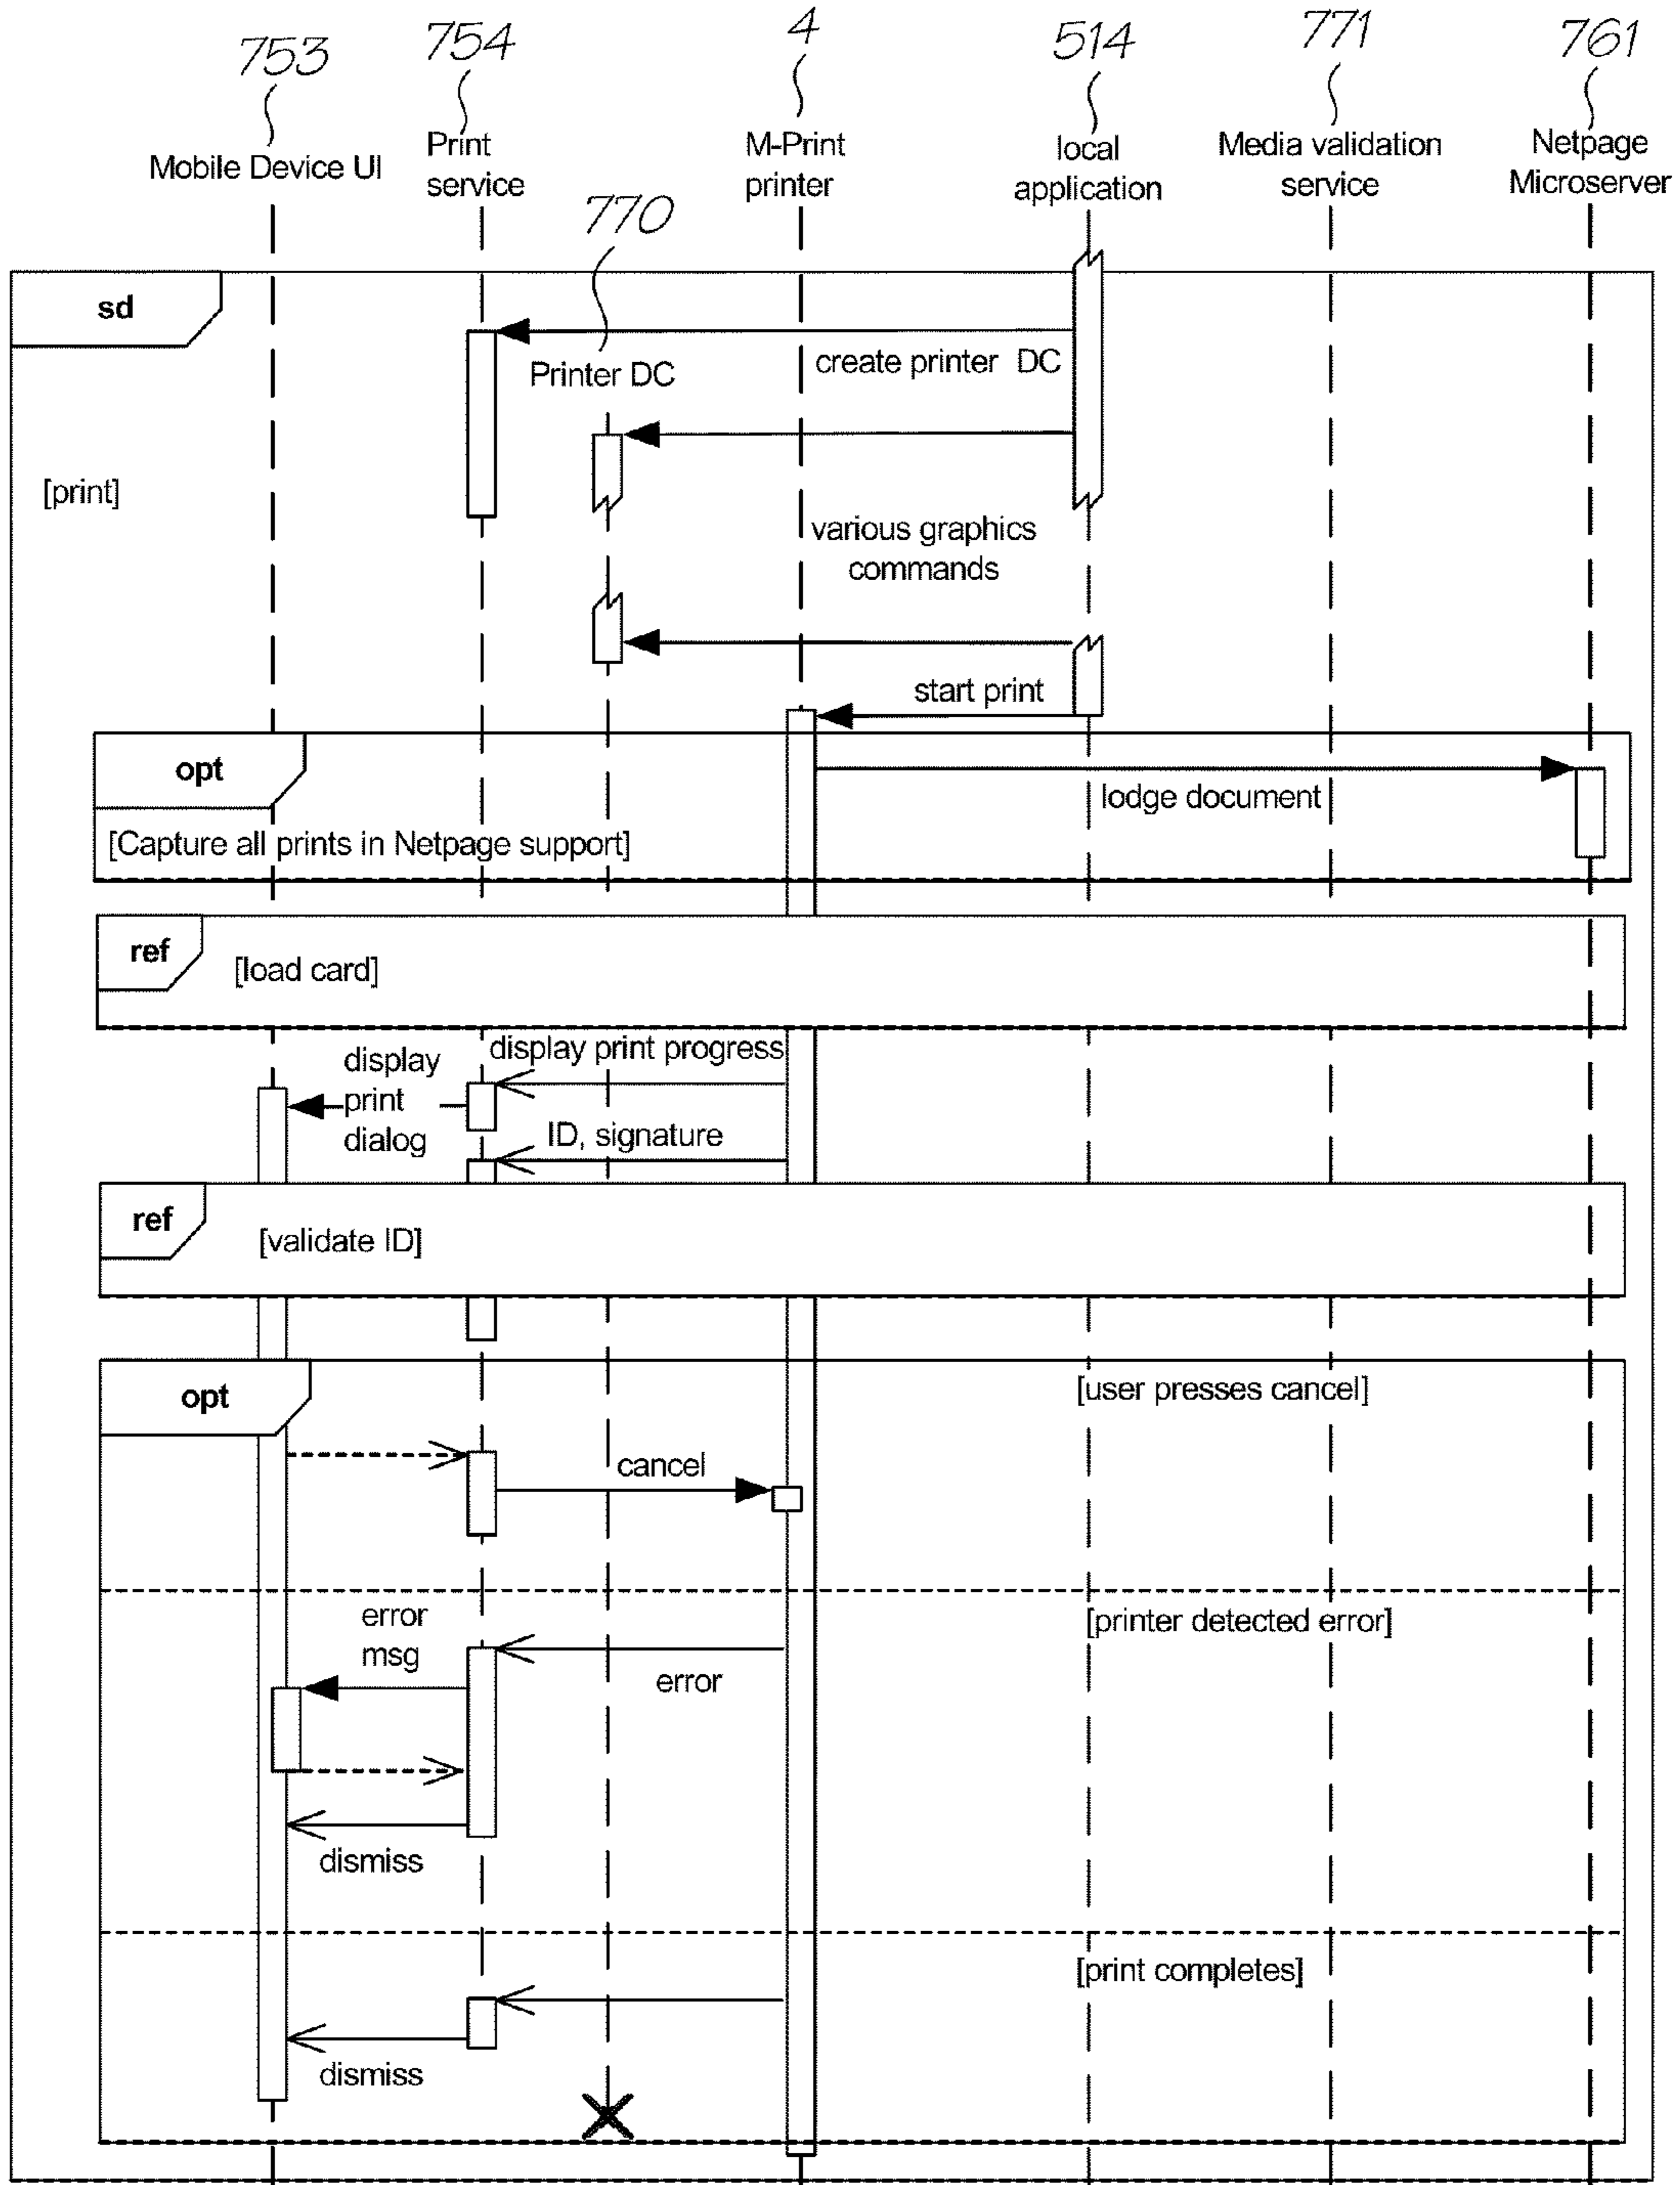 753
754
4
514
771
761
Mobile Device UI
Print
service
M-Print
printer
local
application
Media validation
service
Netpage
Microserver
770
sd
Printer DC
create printer DC
[print]
various graphics
commands
start print
opt
lodge document
[Capture all prints in Netpage support]
ref
[load card]
display print progress
display
print
dialog
ID, signature
ref
[validate ID]
opt
[user presses cancel]
cancel
error
msg
[printer detected error]
error
dismiss
[print completes]
dismiss